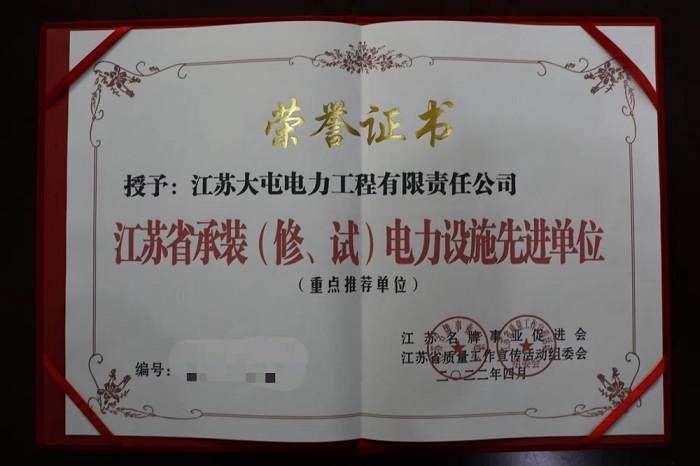 荣誉证书
授予：江苏大屯电力工程有限责任公司
江苏省承装（修、试）电力设施先进单位
（重点推荐单位）
江苏名牌事业促进会
江苏省质量工作宣传活动组委会
编号：
二〇二二年四月